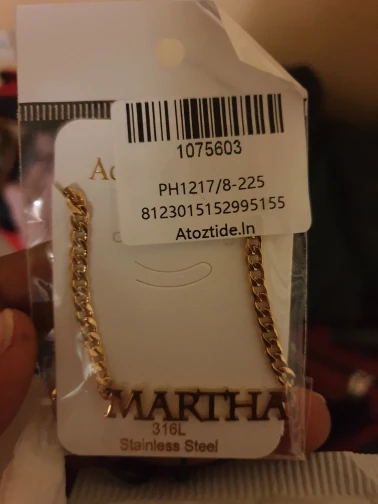 1075603
PH1217/8-225
8123015152995155
Atoztide.In
MARTHA
316L
Stainless Steel